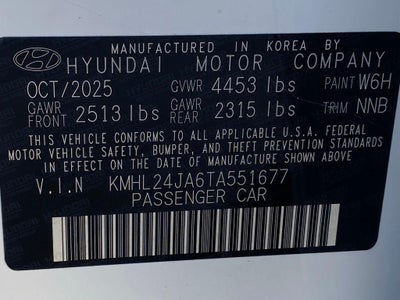 MANUFACTURED IN KOREA BY
HYUNDAI MOTOR COMPANY
OCT/2025 GVWR 4453 lbs PAINT W6H
GAWR FRONT 2513 lbs GAWR REAR 2315 lbs TRIM NNB
THIS VEHICLE CONFORMS TO ALL APPLICABLE U.S.A. FEDERAL
MOTOR VEHICLE SAFETY, BUMPER, AND THEFT PREVENTION STANDARDS
IN EFFECT ON THE DATE OF MANUFACTURE SHOWN ABOVE.
V.I.N KMHL24JA6TA551677
PASSENGER CAR